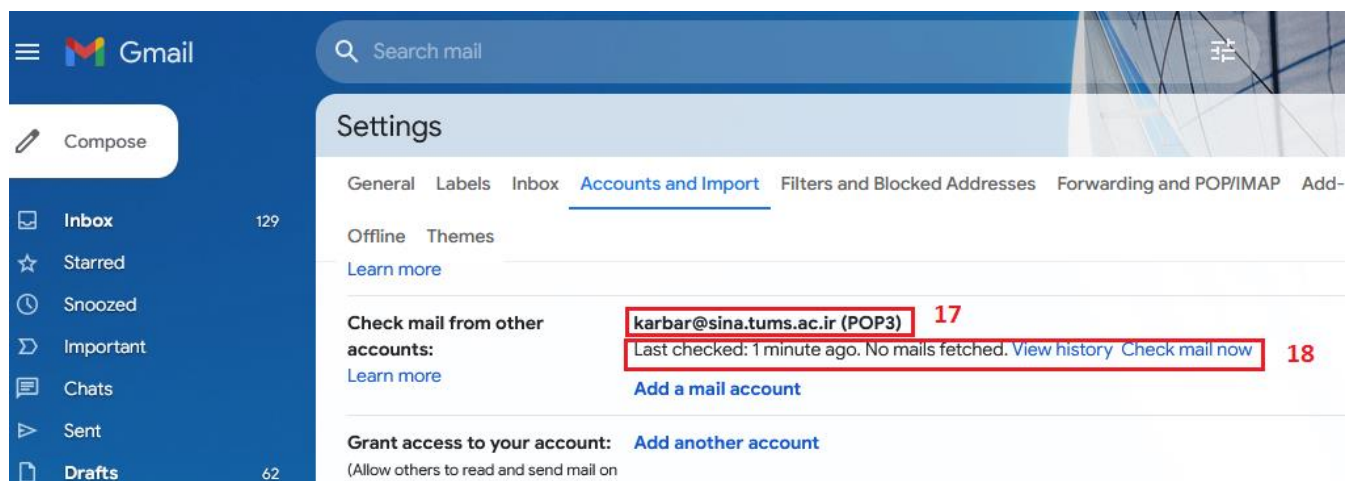 Gmail
Search mail
Compose
Inbox 129
Starred
Snoozed
Important
Chats
Sent
Drafts 62
Settings
General Labels Inbox Accounts and Import Filters and Blocked Addresses Forwarding and POP/IMAP Add-
Offline Themes
Learn more
Check mail from other
accounts:
Learn more
karbar@sina.tums.ac.ir (POP3) 17
Last checked: 1 minute ago. No mails fetched. View history Check mail now 18
Add a mail account
Grant access to your account: Add another account
(Allow others to read and send mail on